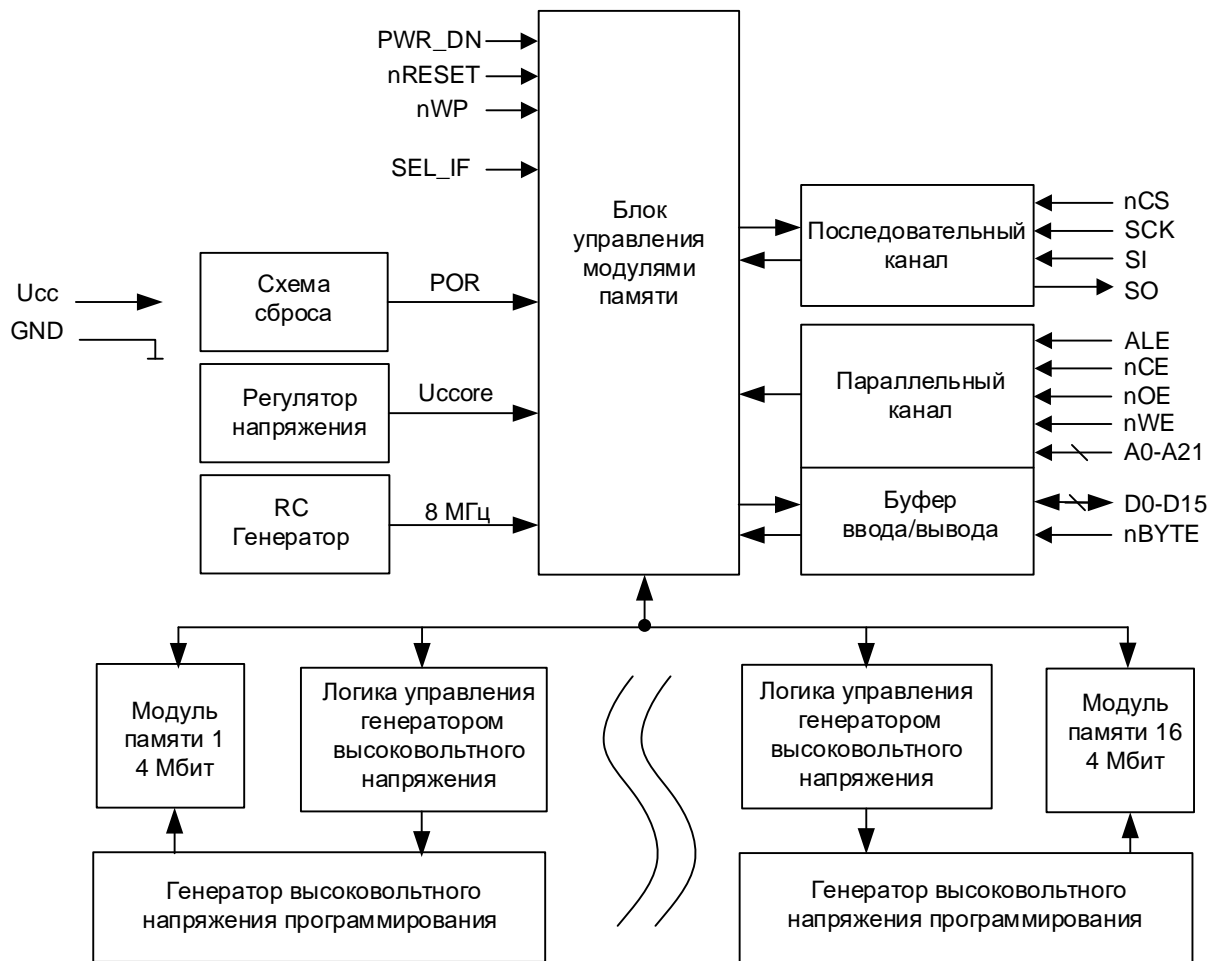 PWR_DN
nRESET
nWP
SEL_IF
Блок
управления
модулями
памяти
Последовательный
канал
nCS
SCK
SI
SO
Ucc
GND
Схема
сброса
POR
Регулятор
напряжения
Uccore
RC
Генератор
8 МГц
Параллельный
канал
ALE
nCE
nOE
nWE
A0-A21
Буфер
ввода/вывода
D0-D15
nBYTE
Модуль
памяти 1
4 Мбит
Логика управления
генератором
высоковольтного
напряжения
Логика управления
генератором
высоковольтного
напряжения
Модуль
памяти 16
4 Мбит
Генератор высоковольтного
напряжения программирования
Генератор высоковольтного
напряжения программирования